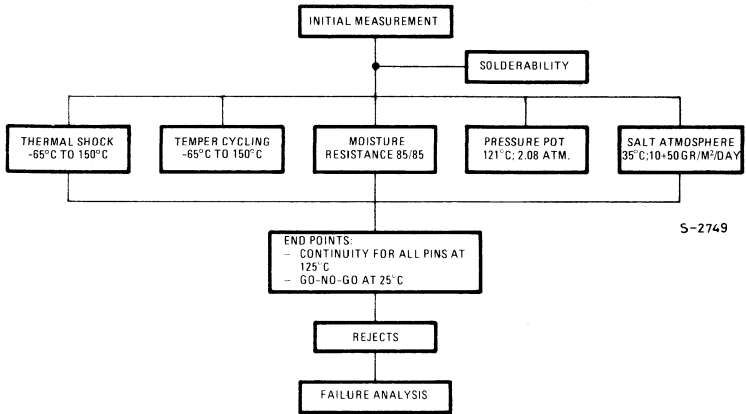 INITIAL MEASUREMENT
SOLDERABILITY
THERMAL SHOCK
-65°C TO 150°C
TEMPER CYCLING
-65°C TO 150°C
MOISTURE
RESISTANCE 85/85
PRESSURE POT
121°C; 2.08 ATM.
SALT ATMOSPHERE
35°C;10+50 GR/M²/DAY
S-2749
END POINTS:
– CONTINUITY FOR ALL PINS AT
125°C
– GO-NO-GO AT 25°C
REJECTS
FAILURE ANALYSIS